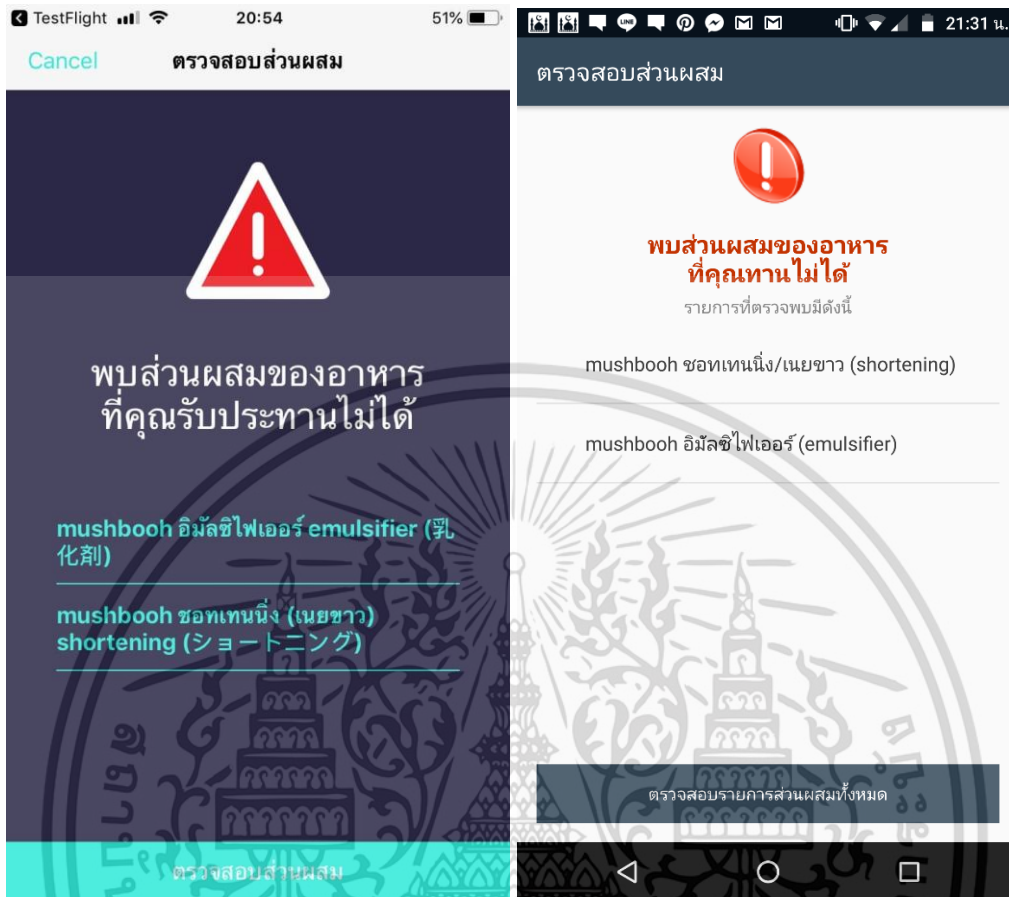 TestFlight 20:54 51%
Cancel ตรวจสอบส่วนผสม
พบส่วนผสมของอาหาร
ที่คุณรับประทานไม่ได้
mushbooh อิมัลซิไฟเออร์ emulsifier (乳
化剤)
mushbooh ชอทเทนนิ่ง (เนยขาว)
shortening (ショートニング)
ตรวจสอบส่วนผสม
LINE 21:31 น.
ตรวจสอบส่วนผสม
พบส่วนผสมของอาหาร
ที่คุณทานไม่ได้
รายการที่ตรวจพบมีดังนี้
mushbooh ชอทเทนนิ่ง/เนยขาว (shortening)
mushbooh อิมัลซิไฟเออร์ (emulsifier)
ตรวจสอบรายการส่วนผสมทั้งหมด